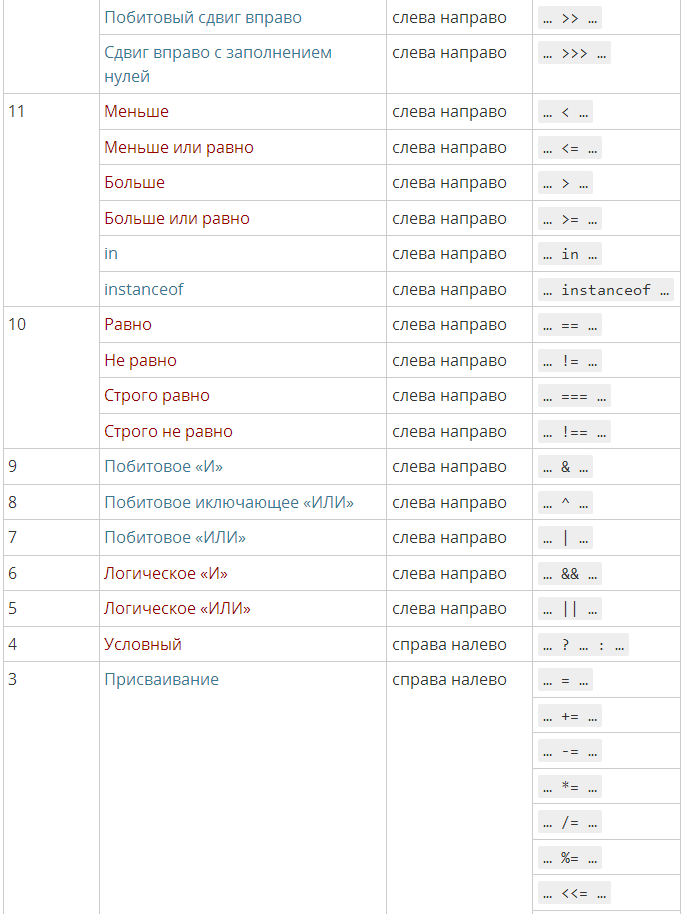 Побитовый сдвиг вправо слева направо … >> …
Сдвиг вправо с заполнением слева направо … >>> …
нулей
11 Меньше слева направо … < …
Меньше или равно слева направо … <= …
Больше слева направо … > …
Больше или равно слева направо … >= …
in слева направо … in …
instanceof слева направо … instanceof …
10 Равно слева направо … == …
Не равно слева направо … != …
Строго равно слева направо … === …
Строго не равно слева направо … !== …
9 Побитовое «И» слева направо … & …
8 Побитовое иключающее «ИЛИ» слева направо … ^ …
7 Побитовое «ИЛИ» слева направо … | …
6 Логическое «И» слева направо … && …
5 Логическое «ИЛИ» слева направо … || …
4 Условный справа налево … ? … : …
3 Присваивание справа налево … = …
… += …
… -= …
… *= …
… /= …
… %= …
… <<= …